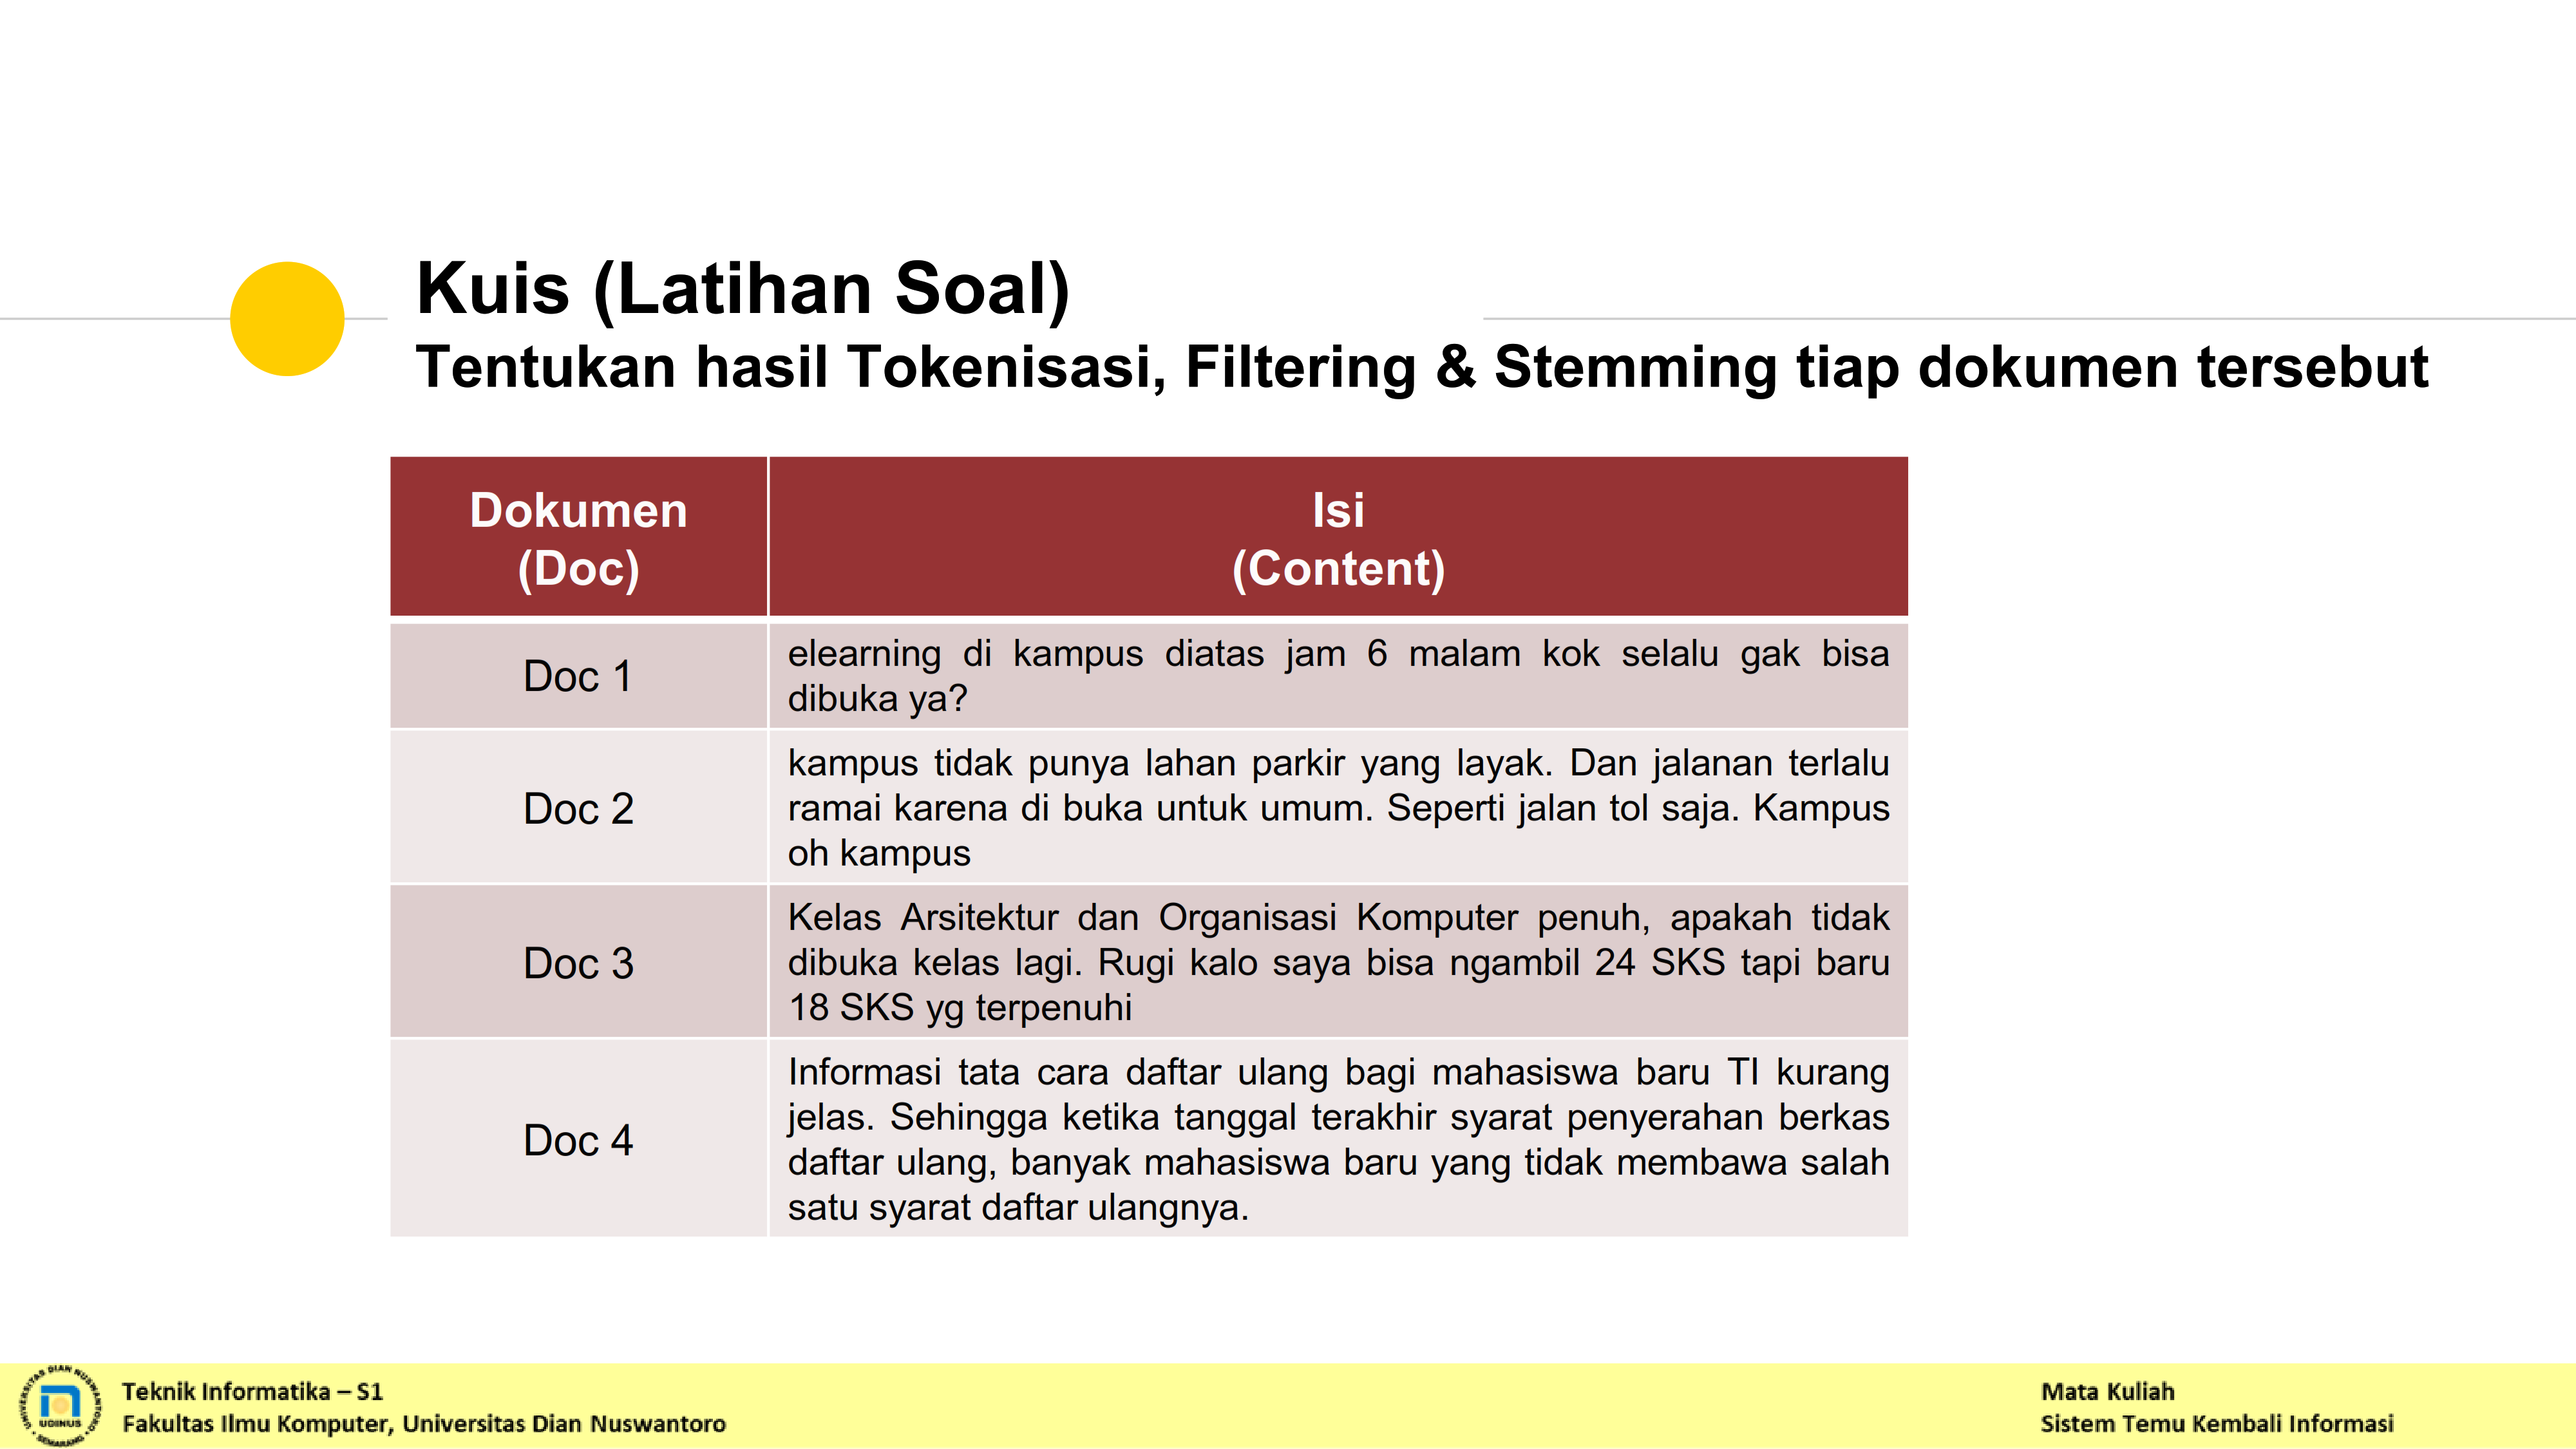 Kuis (Latihan Soal)
Tentukan hasil Tokenisasi, Filtering & Stemming tiap dokumen tersebut
Dokumen
(Doc)
Isi
(Content)
Doc 1
elearning di kampus diatas jam 6 malam kok selalu gak bisa
dibuka ya?
Doc 2
kampus tidak punya lahan parkir yang layak. Dan jalanan terlalu
ramai karena di buka untuk umum. Seperti jalan tol saja. Kampus
oh kampus
Doc 3
Kelas Arsitektur dan Organisasi Komputer penuh, apakah tidak
dibuka kelas lagi. Rugi kalo saya bisa ngambil 24 SKS tapi baru
18 SKS yg terpenuhi
Doc 4
Informasi tata cara daftar ulang bagi mahasiswa baru TI kurang
jelas. Sehingga ketika tanggal terakhir syarat penyerahan berkas
daftar ulang, banyak mahasiswa baru yang tidak membawa salah
satu syarat daftar ulangnya.
UNIVERSITAS DIAN NUSWANTORO
UDINUS
SEMARANG
Teknik Informatika – S1
Fakultas Ilmu Komputer, Universitas Dian Nuswantoro
Mata Kuliah
Sistem Temu Kembali Informasi